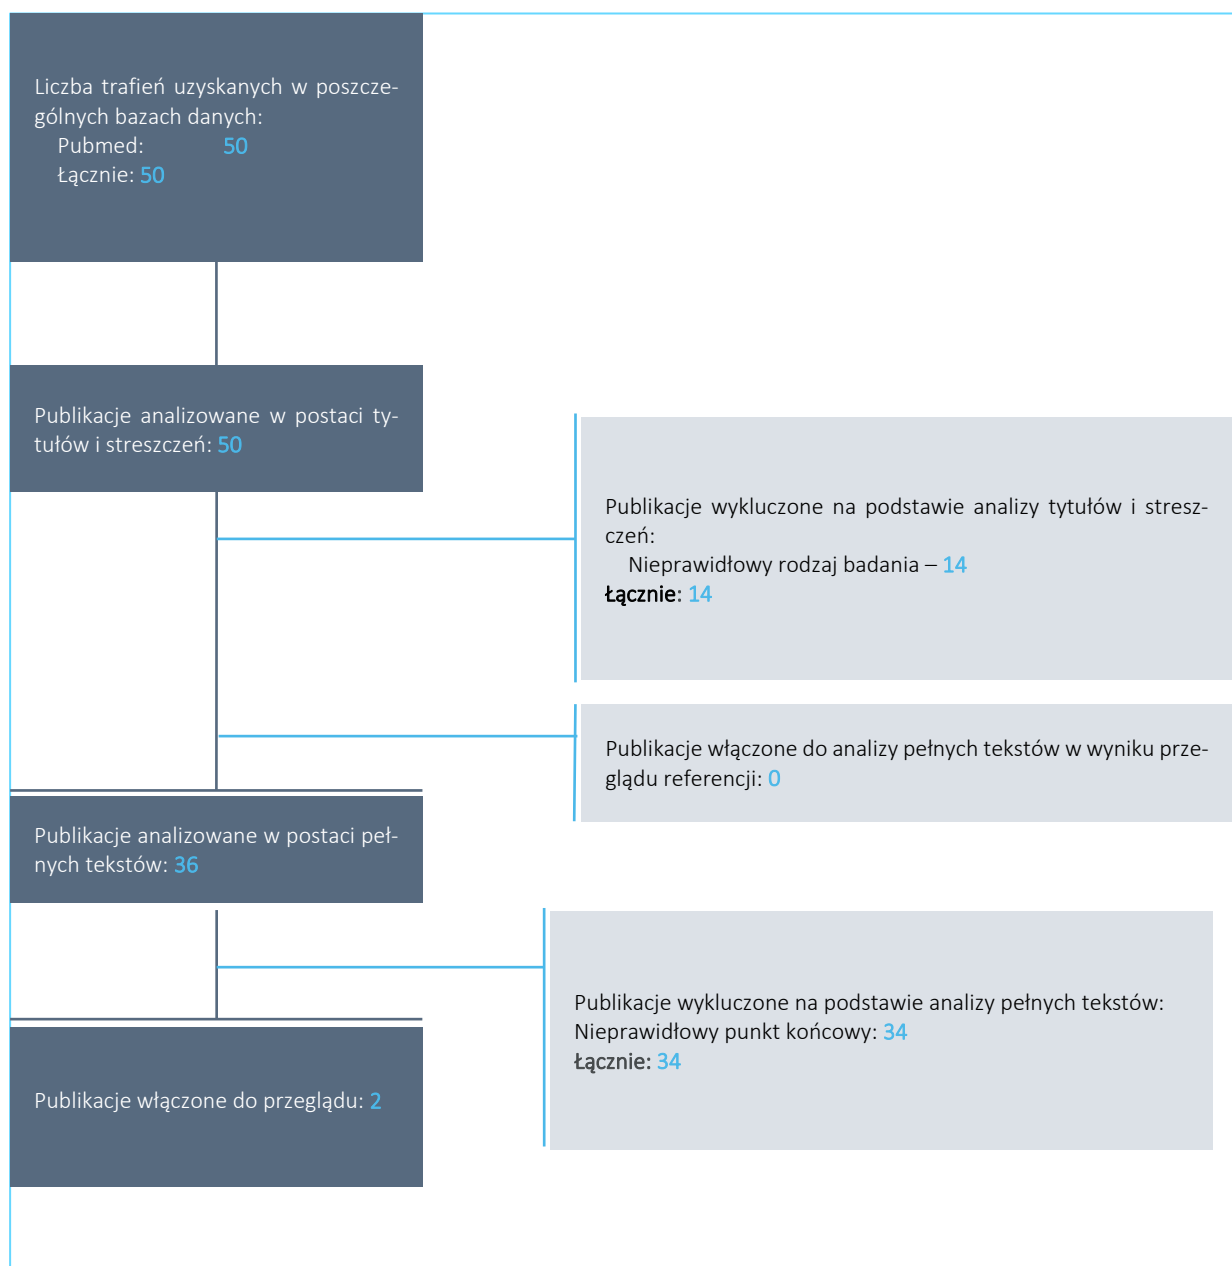 Liczba trafień uzyskanych w poszcze-
gólnych bazach danych:
Pubmed: 50
Łącznie: 50
Publikacje analizowane w postaci ty-
tułów i streszczeń: 50
Publikacje wykluczone na podstawie analizy tytułów i stresz-
czeń:
Nieprawidłowy rodzaj badania – 14
Łącznie: 14
Publikacje włączone do analizy pełnych tekstów w wyniku prze-
glądu referencji: 0
Publikacje analizowane w postaci peł-
nych tekstów: 36
Publikacje wykluczone na podstawie analizy pełnych tekstów:
Nieprawidłowy punkt końcowy: 34
Łącznie: 34
Publikacje włączone do przeglądu: 2